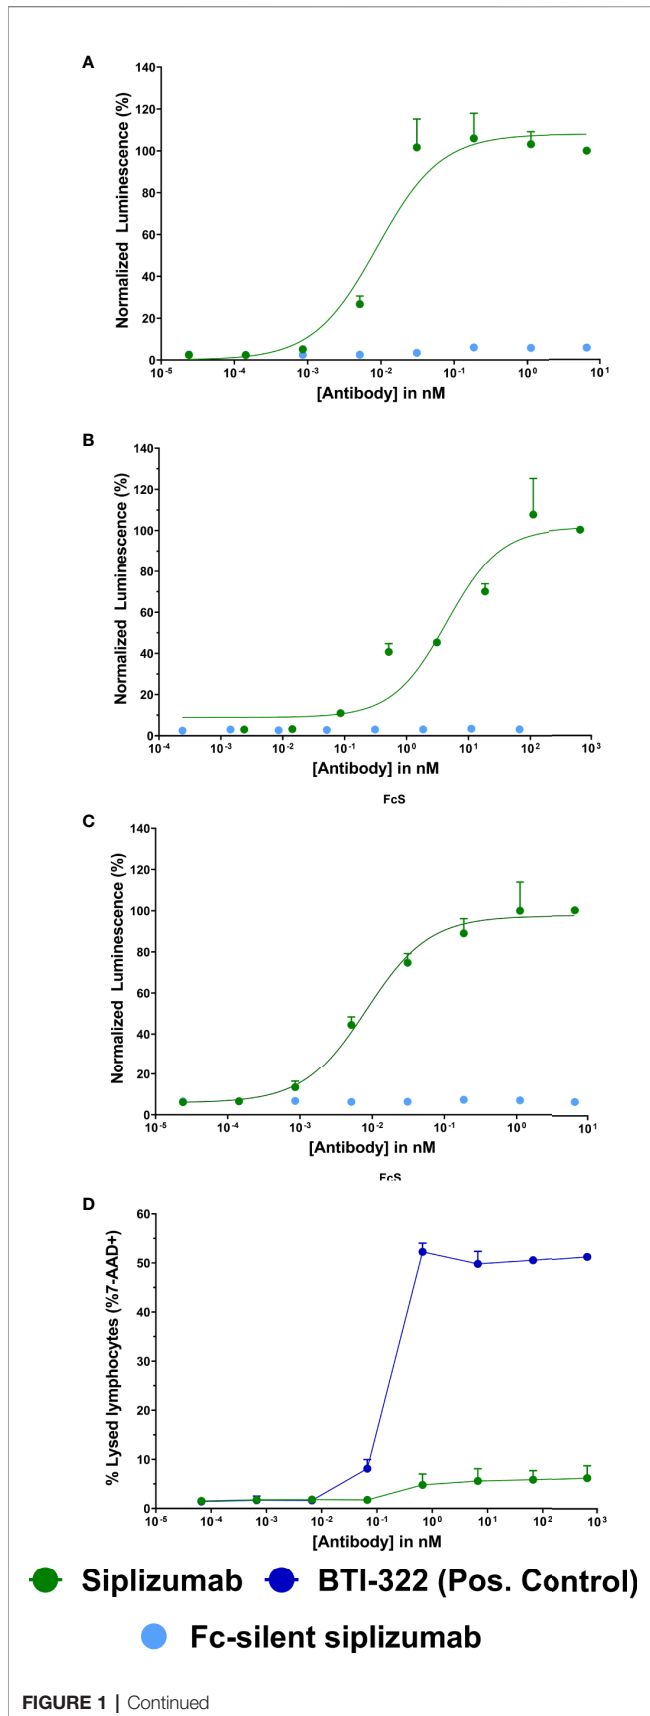 A
140
120
100
80
60
40
20
0
Normalized Luminescence (%)
10-5 10-4 10-3 10-2 10-1 100 101
[Antibody] in nM
B
140
120
100
80
60
40
20
0
Normalized Luminescence (%)
10-4 10-3 10-2 10-1 100 101 102 103
[Antibody] in nM
FcS
C
140
120
100
80
60
40
20
0
Normalized Luminescence (%)
10-5 10-4 10-3 10-2 10-1 100 101
[Antibody] in nM
FcS
D
60
50
40
30
20
10
0
% Lysed lymphocytes (%7-AAD+)
10-5 10-4 10-3 10-2 10-1 100 101 102 103
[Antibody] in nM
Siplizumab BTI-322 (Pos. Control)
Fc-silent siplizumab
FIGURE 1 | Continued